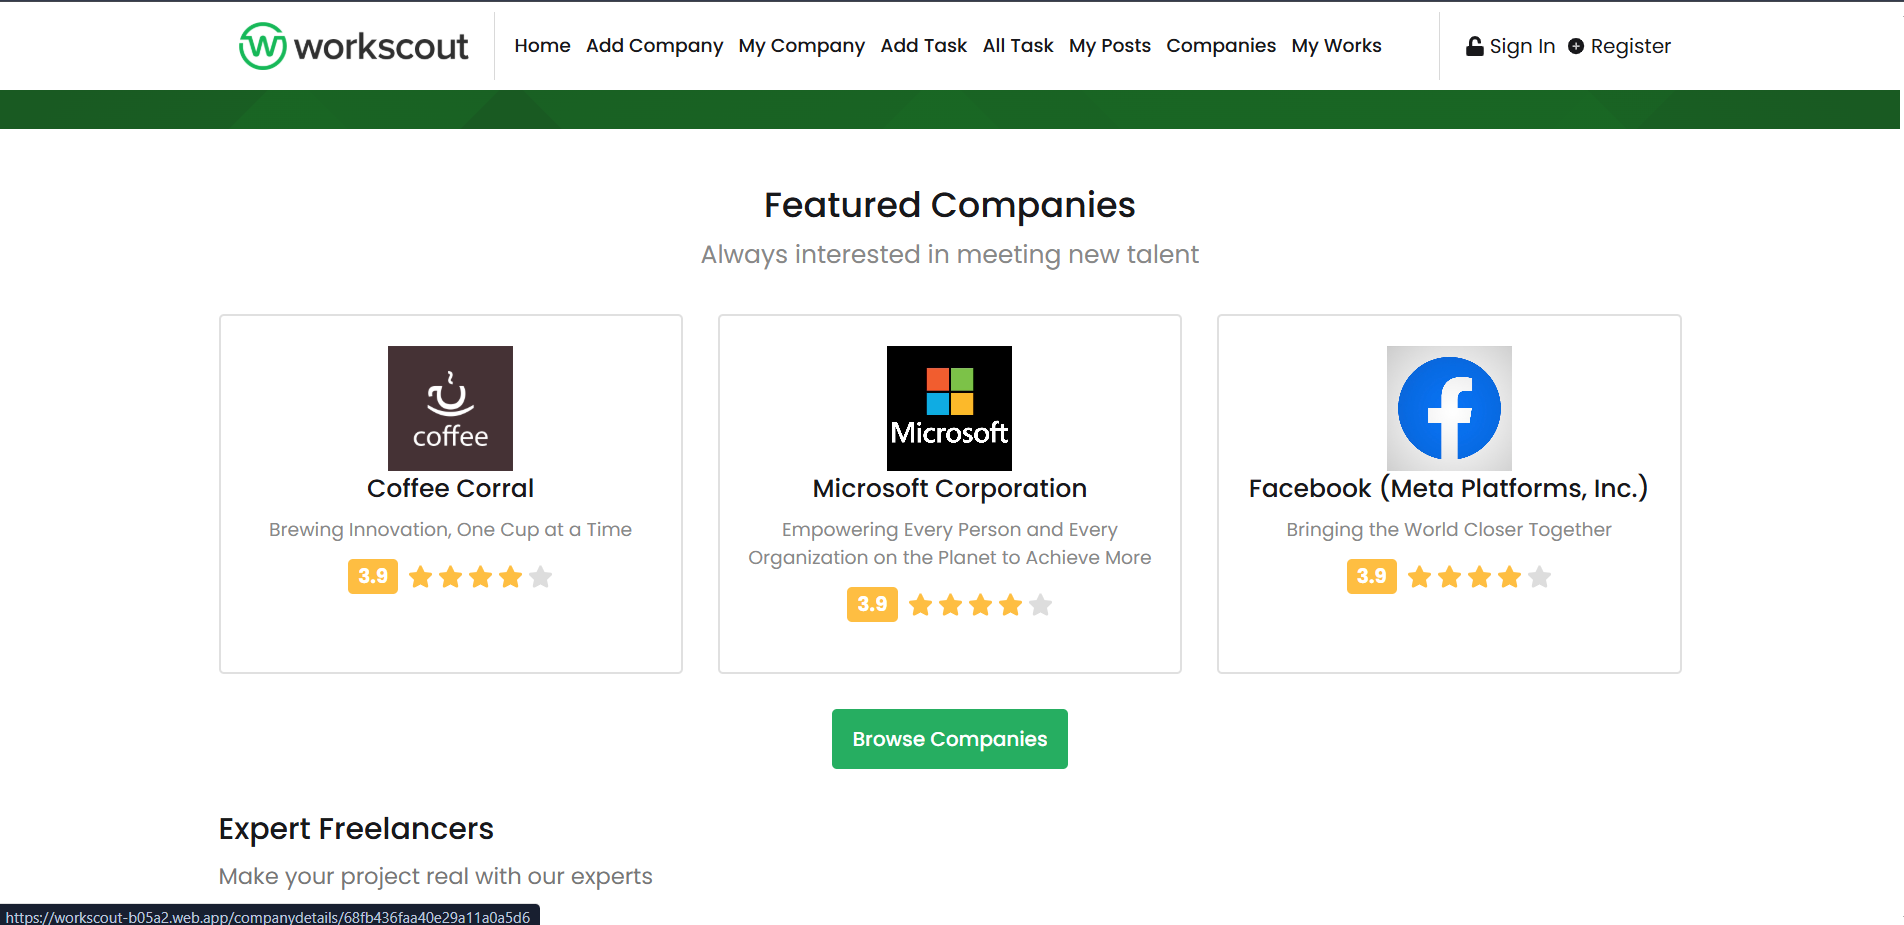 workscout Home Add Company My Company Add Task All Task My Posts Companies My Works Sign In Register
Featured Companies
Always interested in meeting new talent
coffee
Coffee Corral
Brewing Innovation, One Cup at a Time
3.9
Microsoft
Microsoft Corporation
Empowering Every Person and Every
Organization on the Planet to Achieve More
3.9
Facebook (Meta Platforms, Inc.)
Bringing the World Closer Together
3.9
Browse Companies
Expert Freelancers
Make your project real with our experts
https://workscout-b05a2.web.app/companydetails/68fb436faa40e29a11a0a5d6